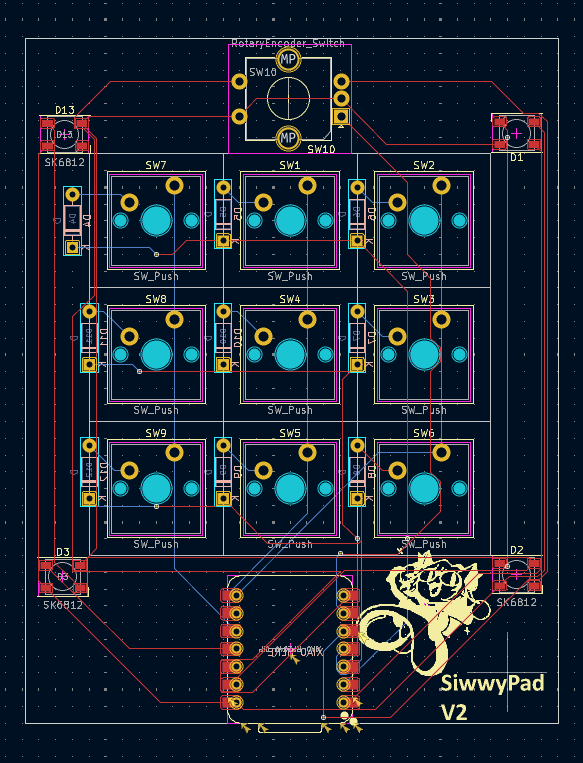 RotaryEncoder_Switch
MP
SW10
MP
SW10
D13
D13
SK6812
D1
SW7
SW1
SW2
D4
K
K
K
SW_Push
SW_Push
SW_Push
SW8
SW4
SW3
D11
D10
D7
K
K
K
SW_Push
SW_Push
SW_Push
SW9
SW5
SW6
D12
D9
D8
K
K
K
SW_Push
SW_Push
SW_Push
D3
D3
SK6812
D2
SK6812
SiwwyPad
V2